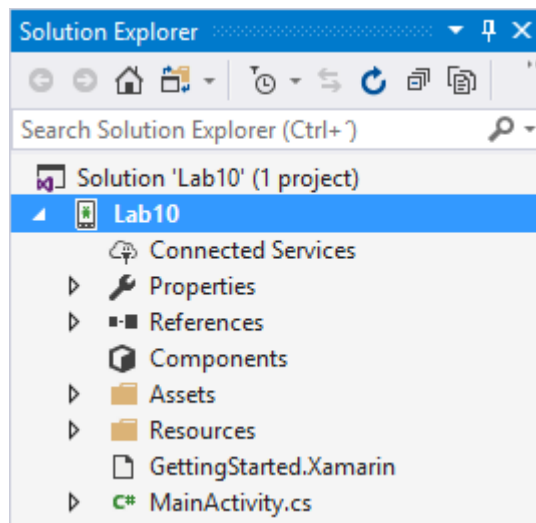 Solution Explorer
Search Solution Explorer (Ctrl+´)
Solution 'Lab10' (1 project)
Lab10
Connected Services
Properties
References
Components
Assets
Resources
GettingStarted.Xamarin
C# MainActivity.cs